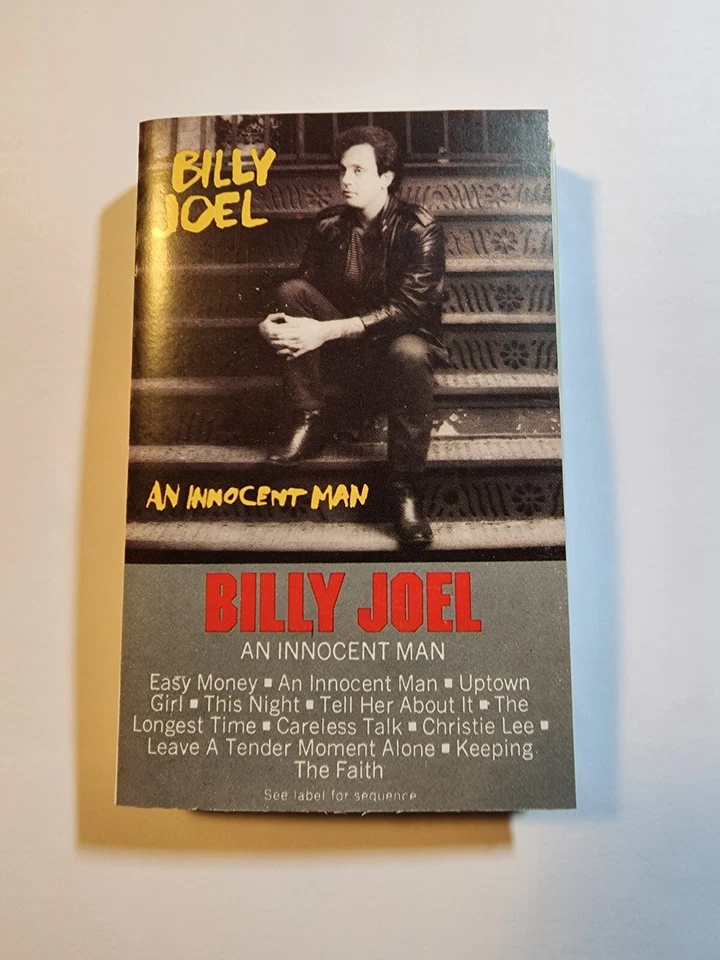 BILLY
JOEL
AN INNOCENT MAN
BILLY JOEL
AN INNOCENT MAN
Easy Money ▪ An Innocent Man ▪ Uptown
Girl ▪ This Night ▪ Tell Her About It ▪ The
Longest Time ▪ Careless Talk ▪ Christie Lee ▪
Leave A Tender Moment Alone ▪ Keeping
The Faith
See label for sequence